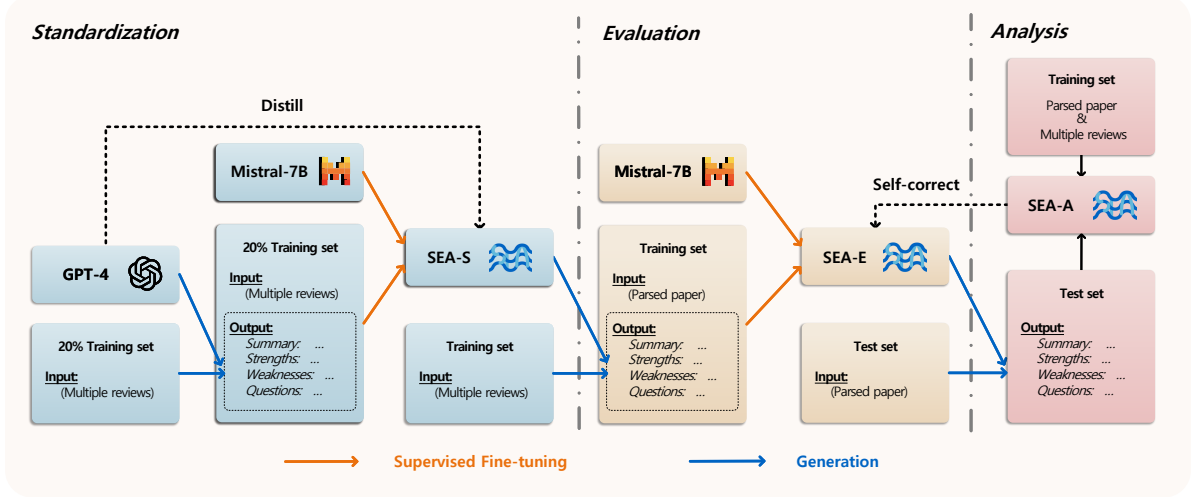 Standardization
Distill
Mistral-7B
GPT-4
20% Training set
Input:
(Multiple reviews)
20% Training set
Input:
(Multiple reviews)
Output:
Summary: ...
Strengths: ...
Weaknesses: ...
Questions: ...
SEA-S
Training set
Input:
(Multiple reviews)
Evaluation
Mistral-7B
Training set
Input:
(Parsed paper)
Output:
Summary: ...
Strengths: ...
Weaknesses: ...
Questions: ...
SEA-E
Test set
Input:
(Parsed paper)
Self-correct
Analysis
Training set
Parsed paper
&
Multiple reviews
SEA-A
Test set
Output:
Summary: ...
Strengths: ...
Weaknesses: ...
Questions: ...
Supervised Fine-tuning
Generation